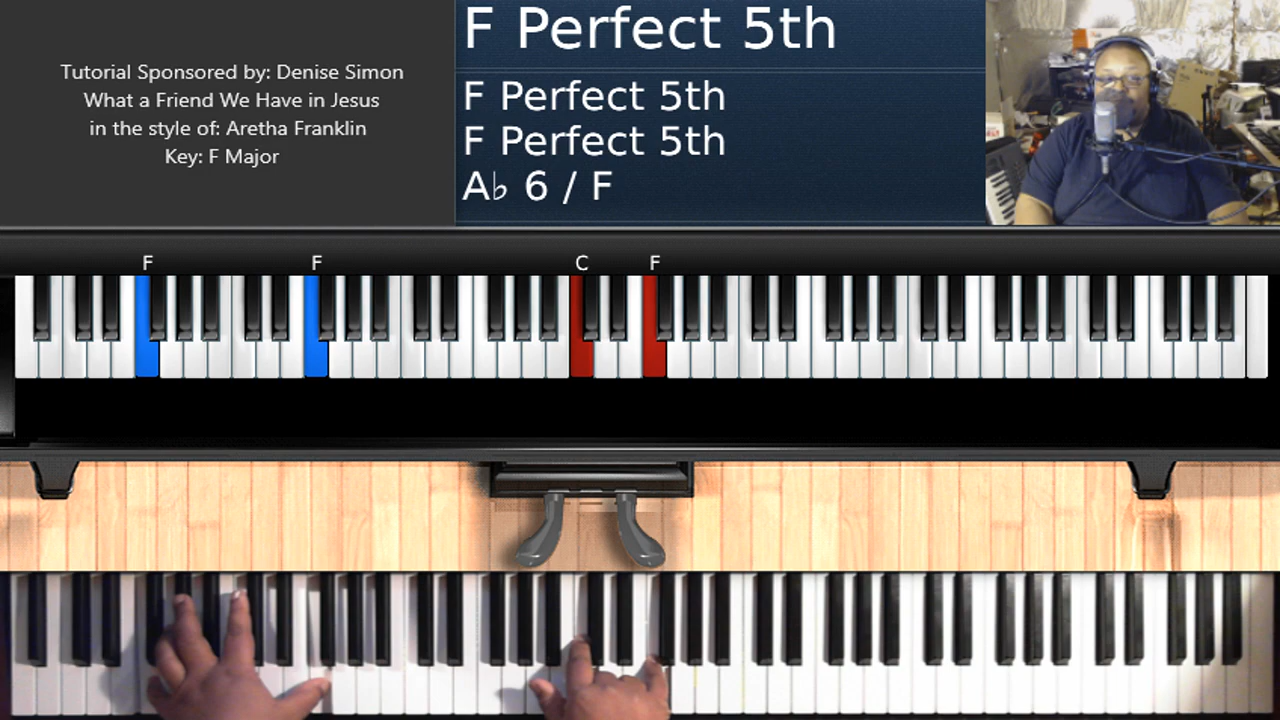 Tutorial Sponsored by: Denise Simon
What a Friend We Have in Jesus
in the style of: Aretha Franklin
Key: F Major
F Perfect 5th
F Perfect 5th
F Perfect 5th
A♭ 6 / F
F F C F